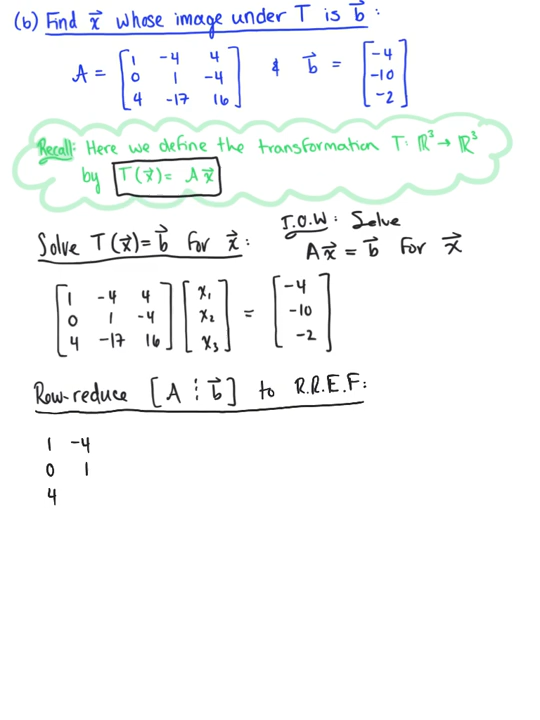 (b) Find x⃗ whose image under T is b⃗ :
A = [1 -4 4; 0 1 -4; 4 -17 16] & b⃗ = [-4; -10; -2]
Recall: Here we define the transformation T: ℝ³ → ℝ³
by T(x⃗) = Ax⃗
Solve T(x⃗) = b⃗ for x⃗ :
I.O.W: Solve
Ax⃗ = b⃗ for x⃗
[1 -4 4; 0 1 -4; 4 -17 16] [x₁; x₂; x₃] = [-4; -10; -2]
Row-reduce [A ⋮ b⃗] to R.R.E.F:
1 -4
0 1
4